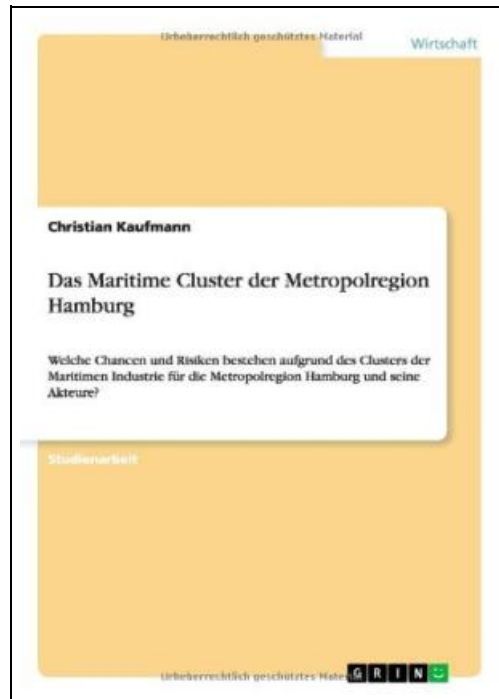 Urheberrechtlich geschütztes Material
Wirtschaft
Christian Kaufmann
Das Maritime Cluster der Metropolregion
Hamburg
Welche Chancen und Risiken bestehen aufgrund des Clusters der
Maritimen Industrie für die Metropolregion Hamburg und seine
Akteure?
Studienarbeit
Urheberrechtlich geschütztes Mater
GRIN